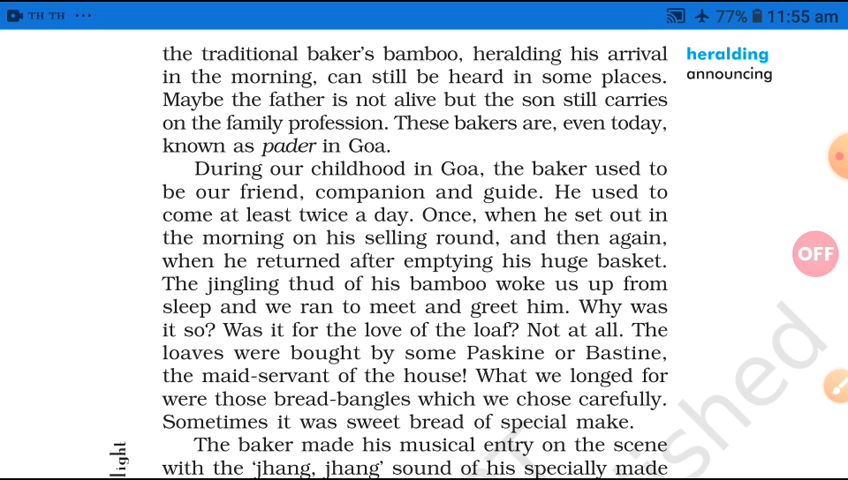 TH TH ...
77% 11:55 am
the traditional baker's bamboo, heralding his arrival
in the morning, can still be heard in some places.
Maybe the father is not alive but the son still carries
on the family profession. These bakers are, even today,
known as pader in Goa.
heralding
announcing
During our childhood in Goa, the baker used to
be our friend, companion and guide. He used to
come at least twice a day. Once, when he set out in
the morning on his selling round, and then again,
when he returned after emptying his huge basket.
The jingling thud of his bamboo woke us up from
sleep and we ran to meet and greet him. Why was
it so? Was it for the love of the loaf? Not at all. The
loaves were bought by some Paskine or Bastine,
the maid-servant of the house! What we longed for
were those bread-bangles which we chose carefully.
Sometimes it was sweet bread of special make.
The baker made his musical entry on the scene
with the ‘jhang, jhang’ sound of his specially made
OFF
light
shed